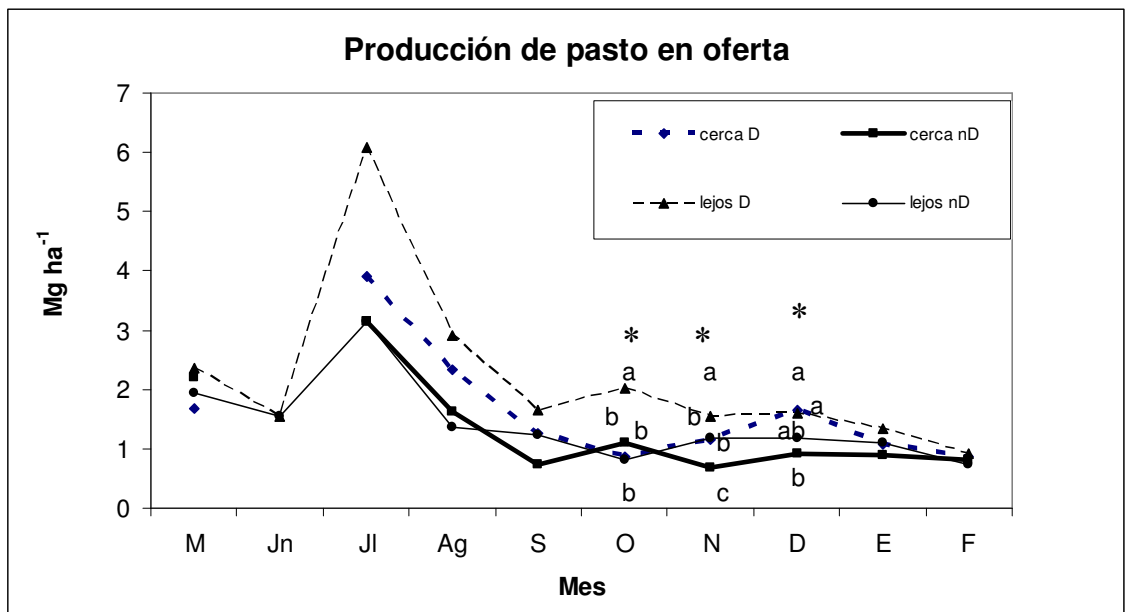 Producción de pasto en oferta
7
6
5
4
3
2
1
0
Mg ha⁻¹
cerca D
cerca nD
lejos D
lejos nD
* * *
a a a
b b b b ab a
b c b
M Jn Jl Ag S O N D E F
Mes